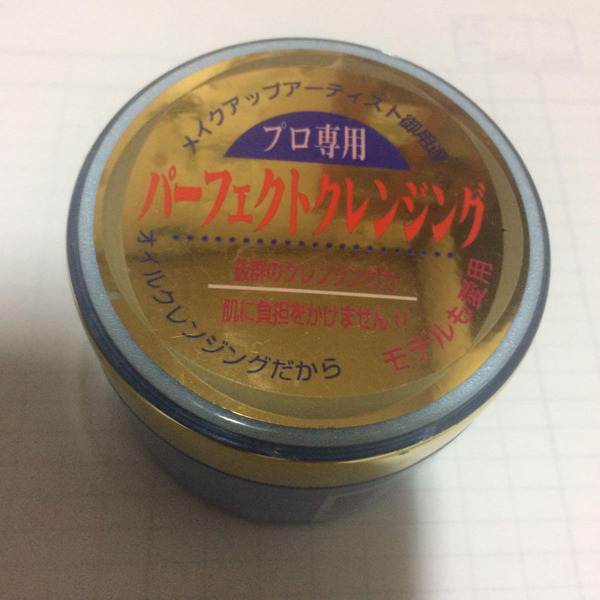 メイクアップアーティスト御用達
プロ専用
パーフェクトクレンジング
抜群のクレンジング力
肌に負担をかけません!!
オイルクレンジングだから
モデルも愛用